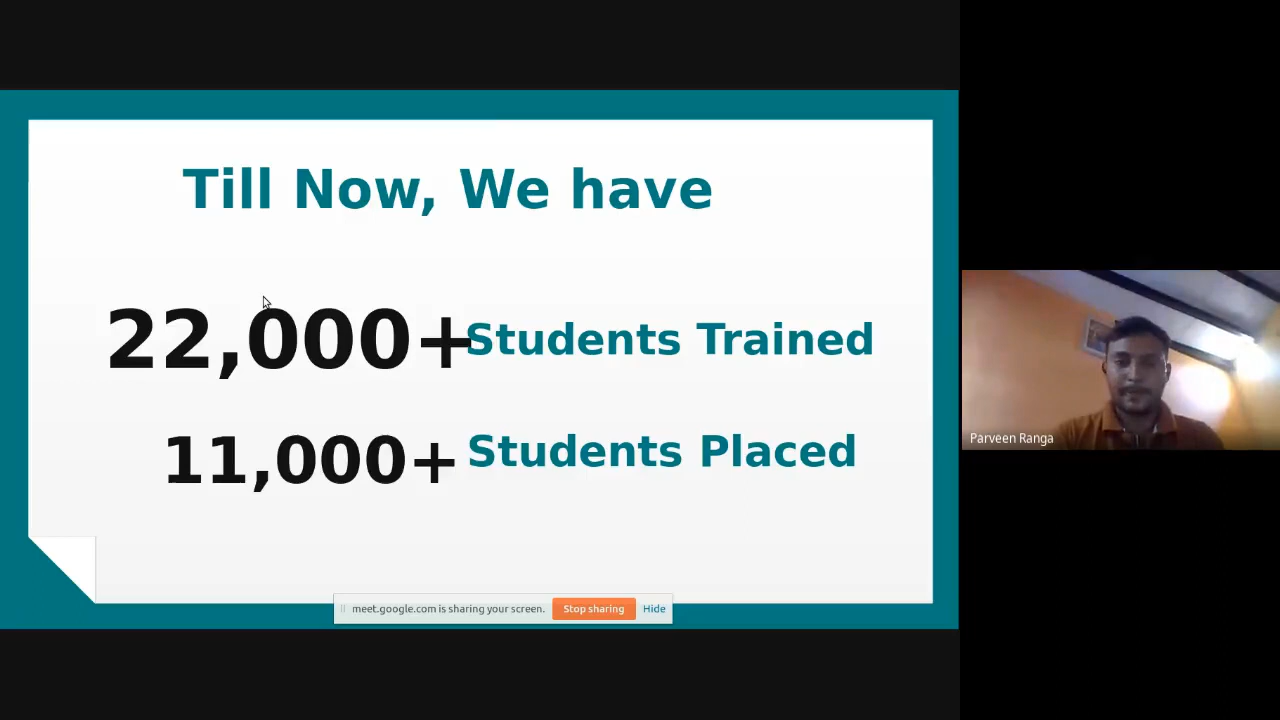 Till Now, We have
22,000+ Students Trained
11,000+ Students Placed
meet.google.com is sharing your screen. Stop sharing Hide
Parveen Ranga